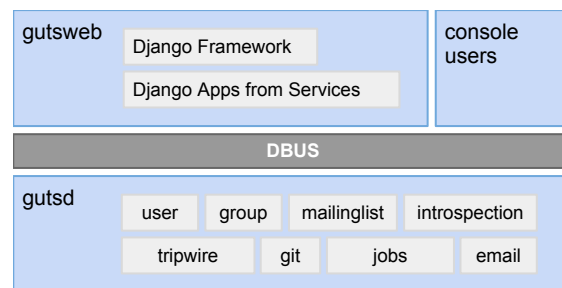 gutsweb
Django Framework
Django Apps from Services
console
users
DBUS
gutsd
user group mailinglist introspection
tripwire git jobs email